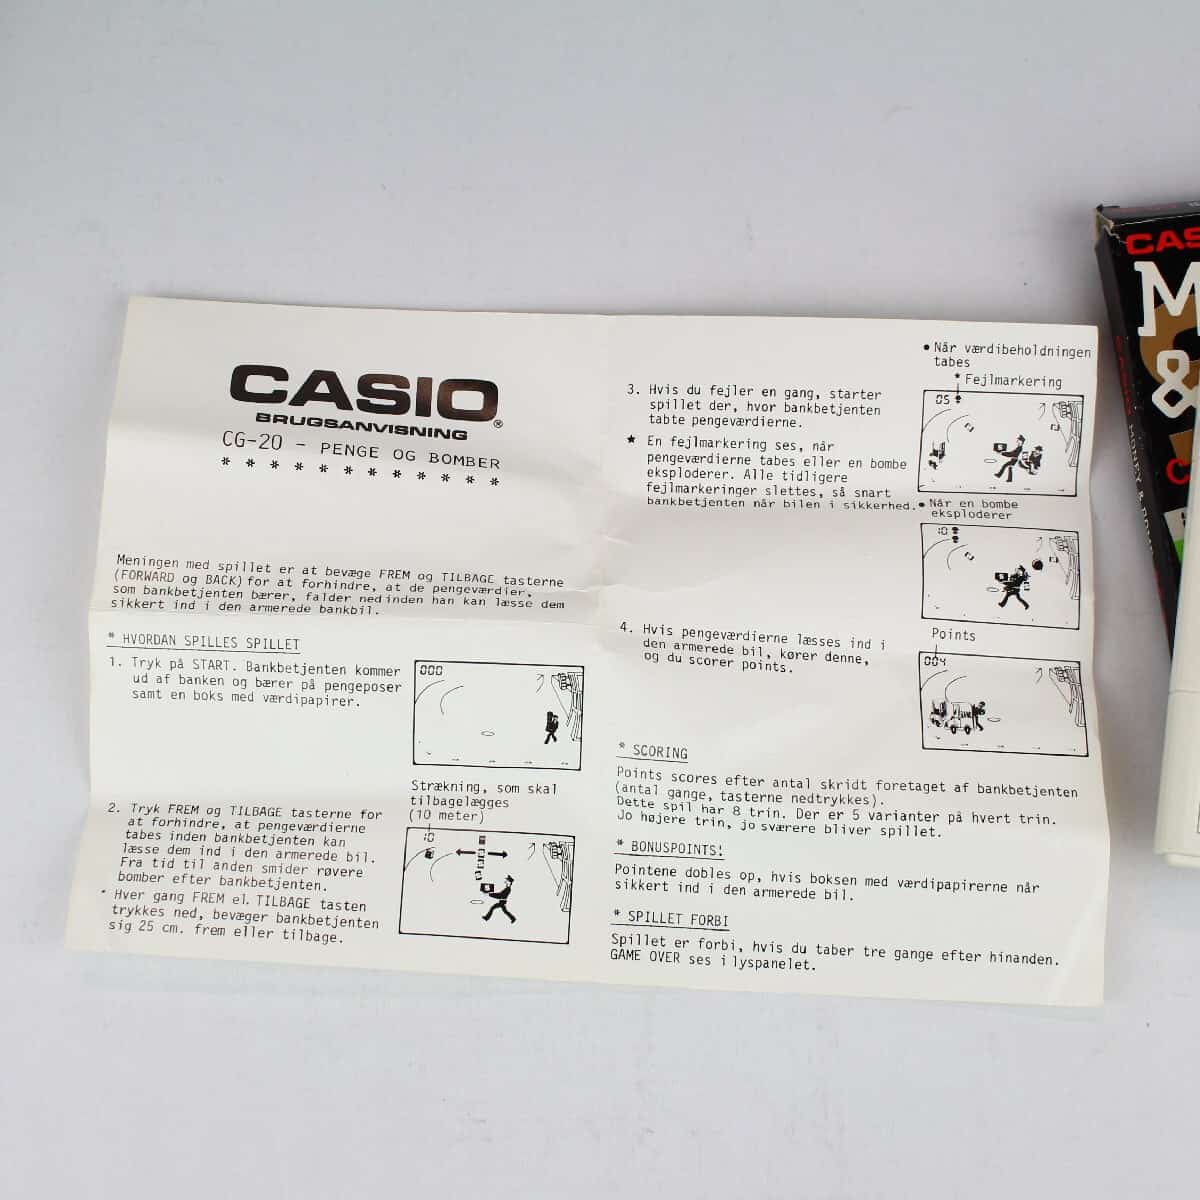 CASIO®
BRUGSANVISNING
CG-20 - PENGE OG BOMBER
* * * * * * * * * * * *
Meningen med spillet er at bevæge FREM og TILBAGE tasterne
(FORWARD og BACK) for at forhindre, at de pengeværdier,
som bankbetjenten bærer, falder ned inden han kan læsse dem
sikkert ind i den armerede bankbil.
* HVORDAN SPILLES SPILLET
1. Tryk på START. Bankbetjenten kommer
ud af banken og bærer på pengeposer
samt en boks med værdipapirer.
000
Strækning, som skal
tilbagelægges
(10 meter)
2. Tryk FREM og TILBAGE tasterne for
at forhindre, at pengeværdierne
tabes inden bankbetjenten kan
læsse dem ind i den armerede bil.
Fra tid til anden smider røvere
bomber efter bankbetjenten.
* Hver gang FREM el. TILBAGE tasten
trykkes ned, bevæger bankbetjenten
sig 25 cm. frem eller tilbage.
10
3. Hvis du fejler en gang, starter
spillet der, hvor bankbetjenten
tabte pengeværdierne.
★ En fejlmarkering ses, når
pengeværdierne tabes eller en bombe
eksploderer. Alle tidligere
fejlmarkeringer slettes, så snart
bankbetjenten når bilen i sikkerhed.
• Når værdibeholdningen
tabes
* Fejlmarkering
05
• Når en bombe
eksploderer
10
4. Hvis pengeværdierne læsses ind i
den armerede bil, kører denne,
og du scorer points.
Points
004
* SCORING
Points scores efter antal skridt foretaget af bankbetjenten
(antal gange, tasterne nedtrykkes).
Dette spil har 8 trin. Der er 5 varianter på hvert trin.
Jo højere trin, jo sværere bliver spillet.
* BONUSPOINTS!
Pointene dobles op, hvis boksen med værdipapirerne når
sikkert ind i den armerede bil.
* SPILLET FORBI
Spillet er forbi, hvis du taber tre gange efter hinanden.
GAME OVER ses i lyspanelet.
CAS
M
&
CASIO MONEY &